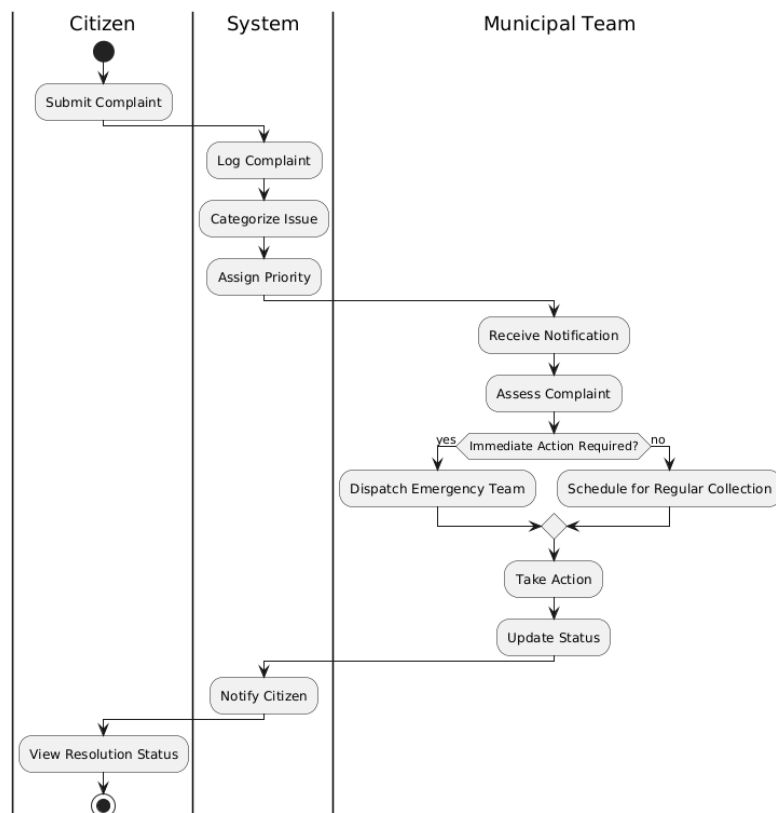 Citizen
System
Municipal Team
Submit Complaint
Log Complaint
Categorize Issue
Assign Priority
Receive Notification
Assess Complaint
yes
Immediate Action Required?
no
Dispatch Emergency Team
Schedule for Regular Collection
Take Action
Update Status
Notify Citizen
View Resolution Status